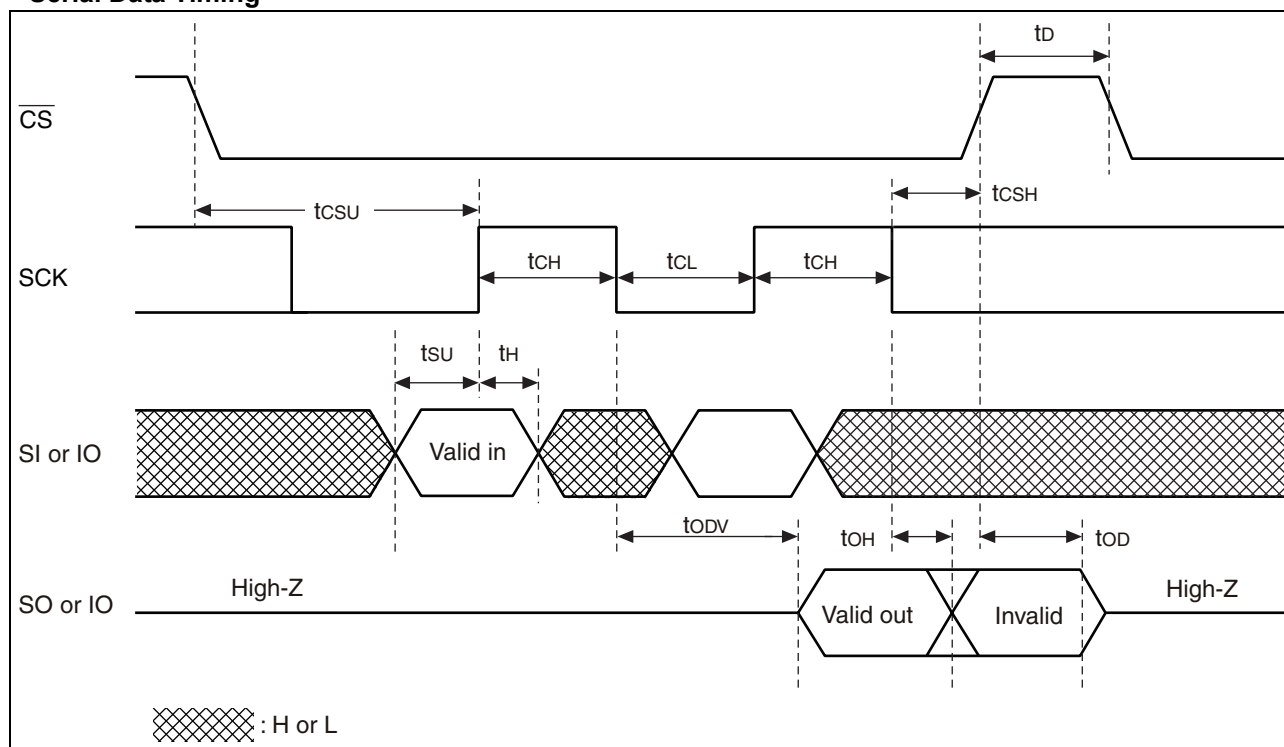 Serial Data Timing
tD
CS
tCSU
tCSH
SCK
tCH
tCL
tCH
tSU
tH
SI or IO
Valid in
tODV
tOH
tOD
SO or IO
High-Z
Valid out
Invalid
High-Z
: H or L